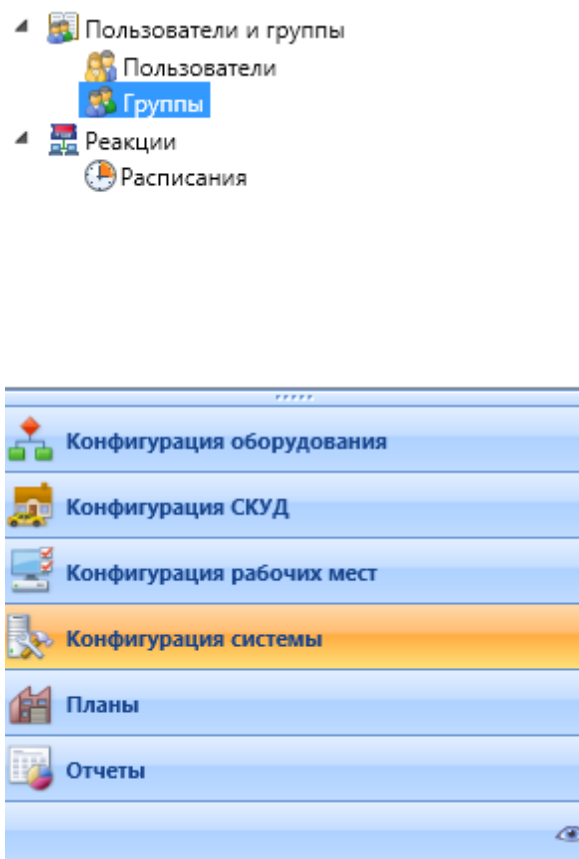 Пользователи и группы
Пользователи
Группы
Реакции
Расписания
Конфигурация оборудования
Конфигурация СКУД
Конфигурация рабочих мест
Конфигурация системы
Планы
Отчеты